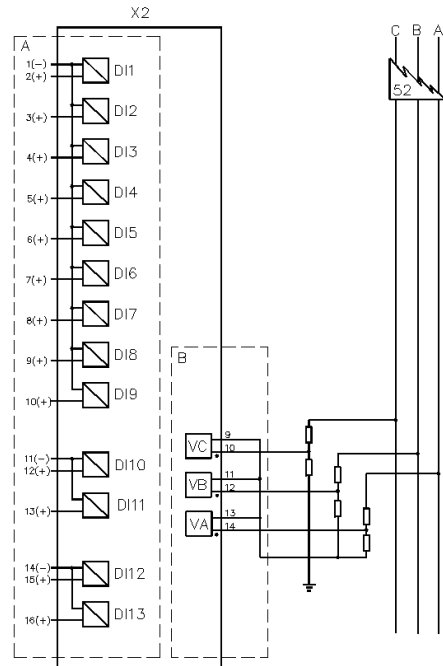 X2
C B A
A
1(−)
2(+) DI1
3(+) DI2
4(+) DI3
5(+) DI4
6(+) DI5
7(+) DI6
8(+) DI7
9(+) DI8
10(+) DI9
11(−)
12(+) DI10
13(+) DI11
14(−)
15(+) DI12
16(+) DI13
52
B
VC 9
10
VB 11
12
VA 13
14